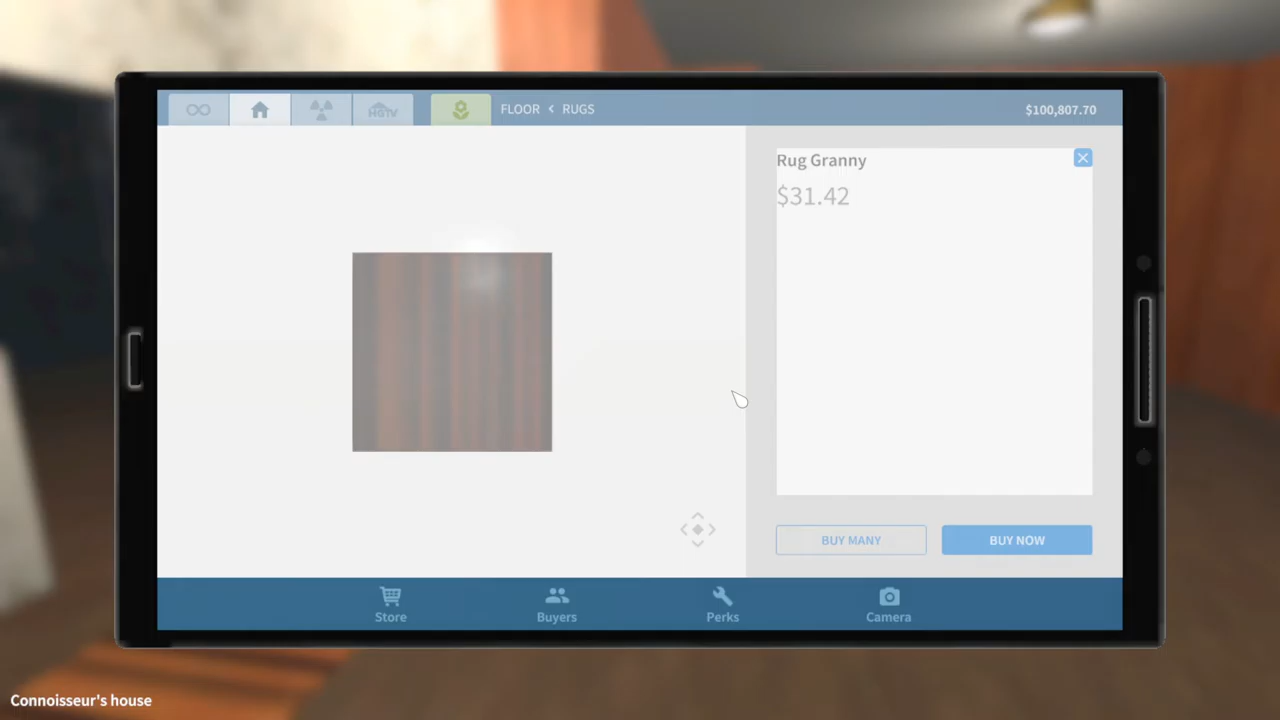 HGTV
FLOOR < RUGS
$100,807.70
Rug Granny
$31.42
BUY MANY
BUY NOW
Store
Buyers
Perks
Camera
Connoisseur's house